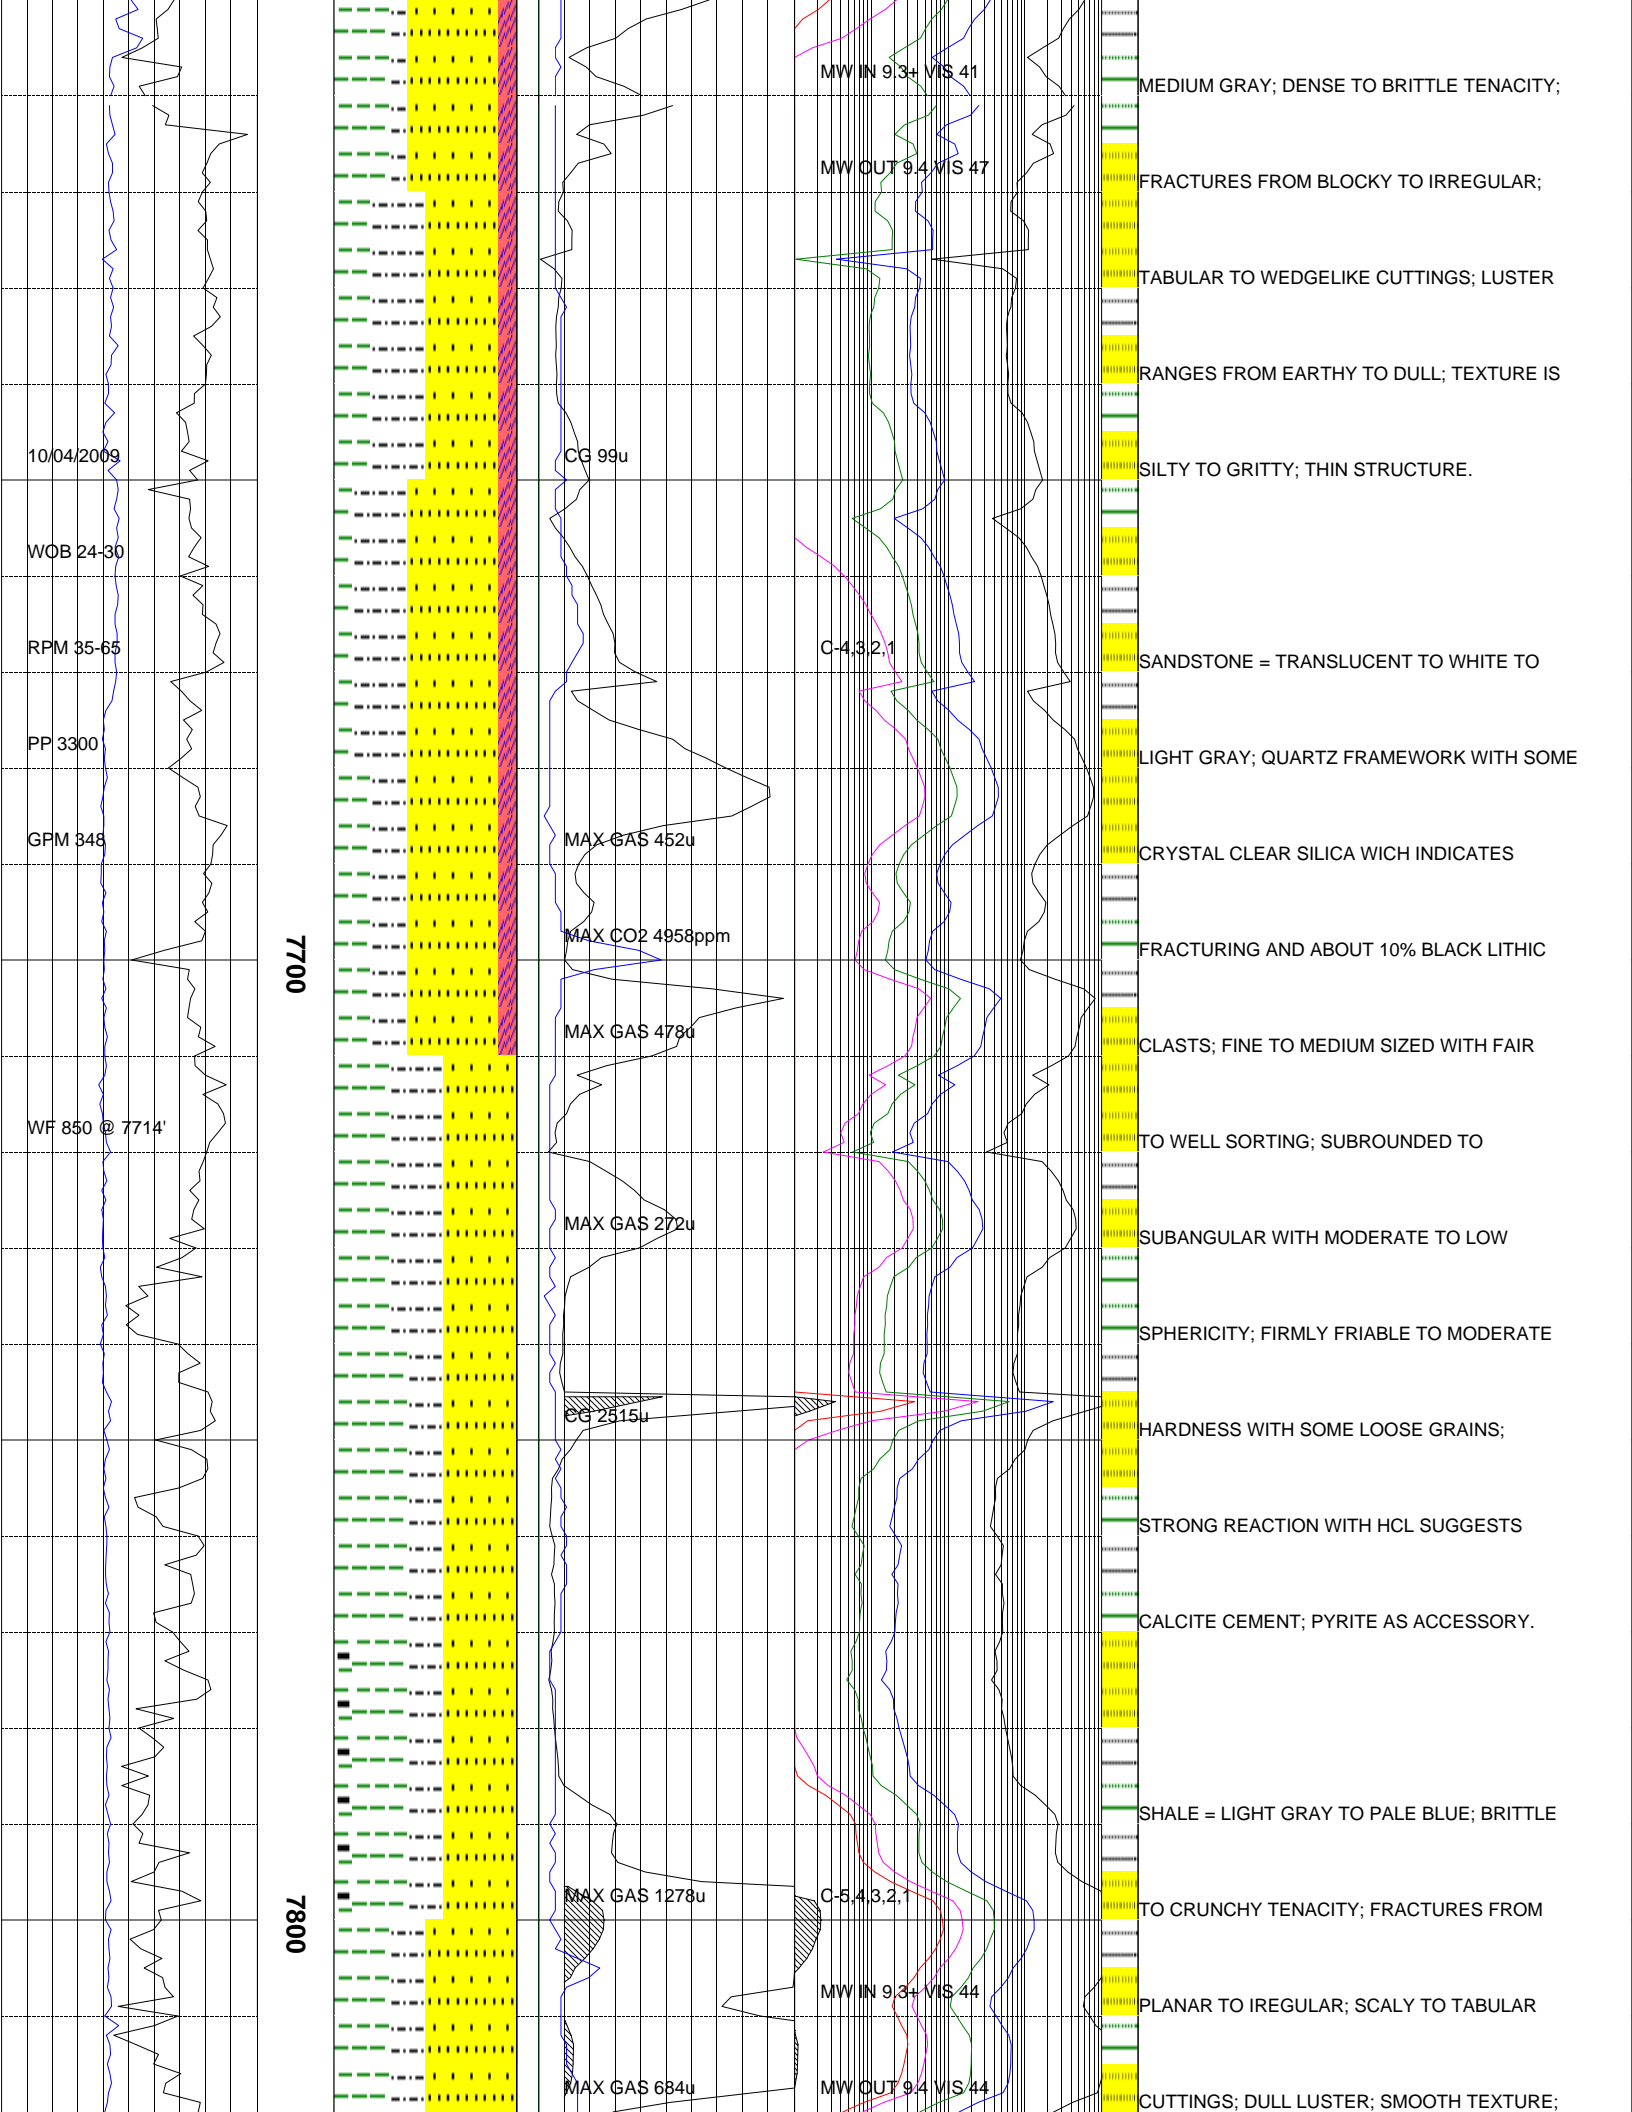 MW IN 9.3+ VIS 41
MEDIUM GRAY; DENSE TO BRITTLE TENACITY;
MW OUT 9.4 VIS 47
FRACTURES FROM BLOCKY TO IRREGULAR;
TABULAR TO WEDGELIKE CUTTINGS; LUSTER
RANGES FROM EARTHY TO DULL; TEXTURE IS
10/04/2009
CG 99u
SILTY TO GRITTY; THIN STRUCTURE.
WOB 24-30
RPM 35-65
C-4,3,2,1
SANDSTONE = TRANSLUCENT TO WHITE TO
PP 3300
LIGHT GRAY; QUARTZ FRAMEWORK WITH SOME
GPM 348
MAX GAS 452u
CRYSTAL CLEAR SILICA WICH INDICATES
7700
MAX CO2 4958ppm
FRACTURING AND ABOUT 10% BLACK LITHIC
MAX GAS 478u
CLASTS; FINE TO MEDIUM SIZED WITH FAIR
WF 850 @ 7714'
TO WELL SORTING; SUBROUNDED TO
MAX GAS 272u
SUBANGULAR WITH MODERATE TO LOW
SPHERICITY; FIRMLY FRIABLE TO MODERATE
CG 2515u
HARDNESS WITH SOME LOOSE GRAINS;
STRONG REACTION WITH HCL SUGGESTS
CALCITE CEMENT; PYRITE AS ACCESSORY.
SHALE = LIGHT GRAY TO PALE BLUE; BRITTLE
7800
MAX GAS 1278u
C-5,4,3,2,1
TO CRUNCHY TENACITY; FRACTURES FROM
MW IN 9.3+ VIS 44
PLANAR TO IREGULAR; SCALY TO TABULAR
MAX GAS 684u
MW OUT 9.4 VIS 44
CUTTINGS; DULL LUSTER; SMOOTH TEXTURE;